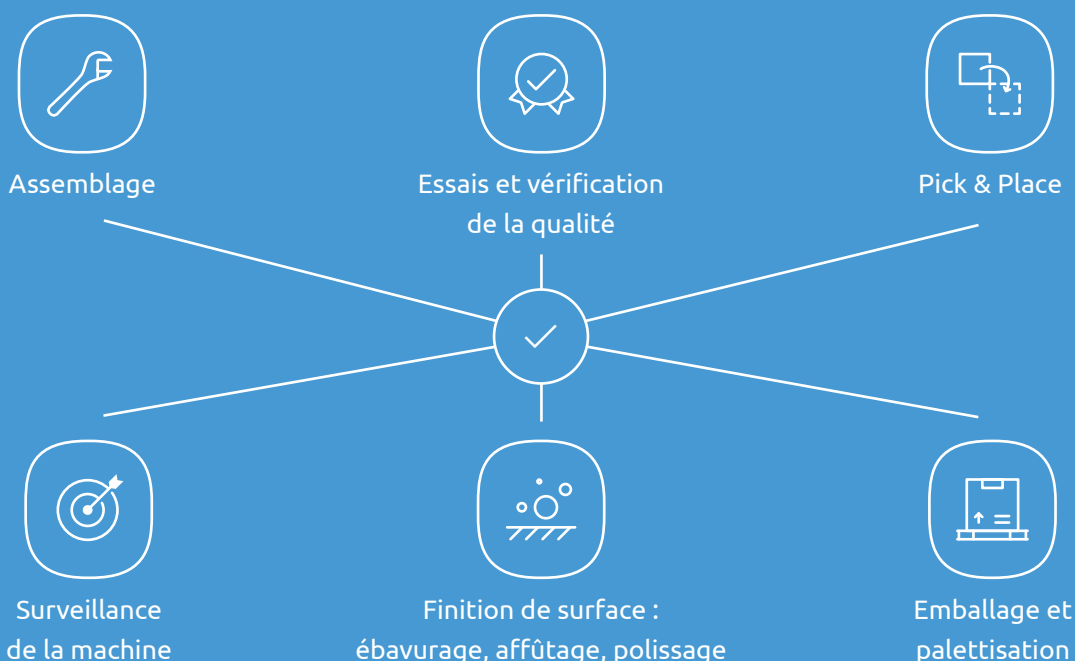 Assemblage
Essais et vérification
de la qualité
Pick & Place
Surveillance
de la machine
Finition de surface :
ébavurage, affûtage, polissage
Emballage et
palettisation